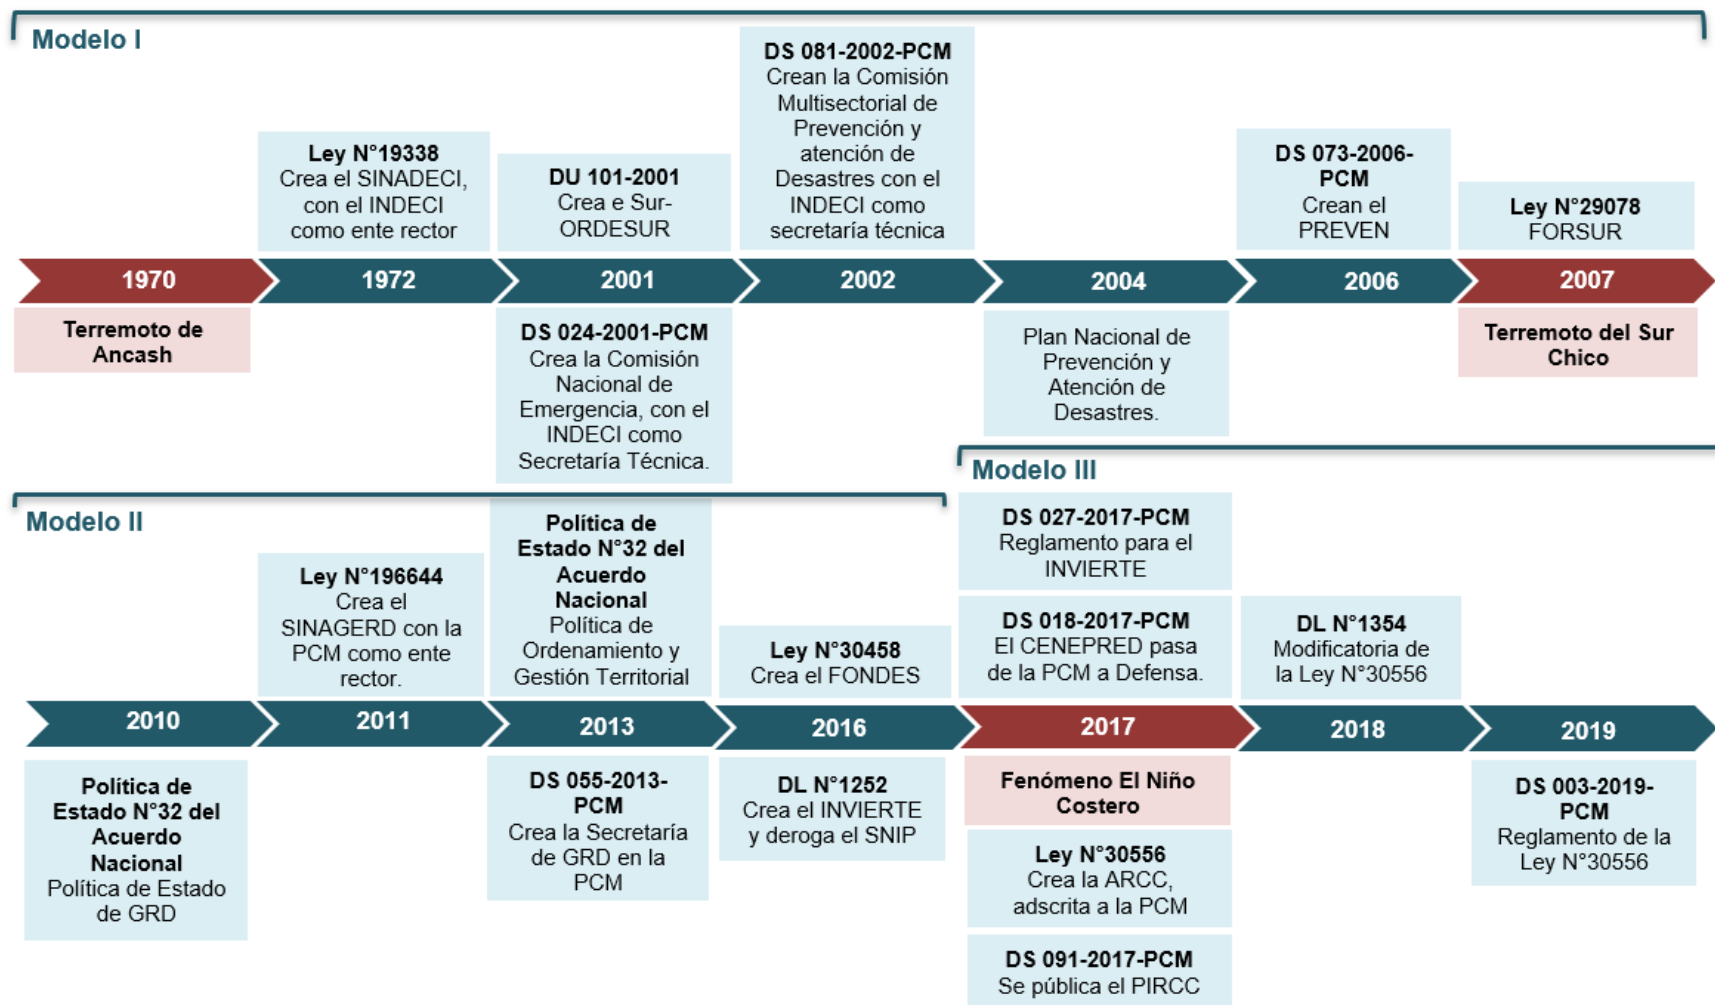 Modelo I
Ley N°19338
Crea el SINADECI,
con el INDECI
como ente rector
DU 101-2001
Crea e Sur-
ORDESUR
DS 081-2002-PCM
Crean la Comisión
Multisectorial de
Prevención y
atención de
Desastres con el
INDECI como
secretaría técnica
DS 073-2006-
PCM
Crean el
PREVEN
Ley N°29078
FORSUR
1970
1972
2001
2002
2004
2006
2007
Terremoto de
Ancash
DS 024-2001-PCM
Crea la Comisión
Nacional de
Emergencia, con el
INDECI como
Secretaría Técnica.
Plan Nacional de
Prevención y
Atención de
Desastres.
Terremoto del Sur
Chico
Modelo II
Modelo III
Ley N°196644
Crea el
SINAGERD con la
PCM como ente
rector.
Política de
Estado N°32 del
Acuerdo
Nacional
Política de
Ordenamiento y
Gestión Territorial
Ley N°30458
Crea el FONDES
DS 027-2017-PCM
Reglamento para el
INVIERTE
DS 018-2017-PCM
El CENEPRED pasa
de la PCM a Defensa.
DL N°1354
Modificatoria de
la Ley N°30556
2010
2011
2013
2016
2017
2018
2019
Política de
Estado N°32 del
Acuerdo
Nacional
Política de Estado
de GRD
DS 055-2013-
PCM
Crea la Secretaría
de GRD en la
PCM
DL N°1252
Crea el INVIERTE
y deroga el SNIP
Fenómeno El Niño
Costero
Ley N°30556
Crea la ARCC,
adscrita a la PCM
DS 091-2017-PCM
Se pública el PIRCC
DS 003-2019-
PCM
Reglamento de la
Ley N°30556